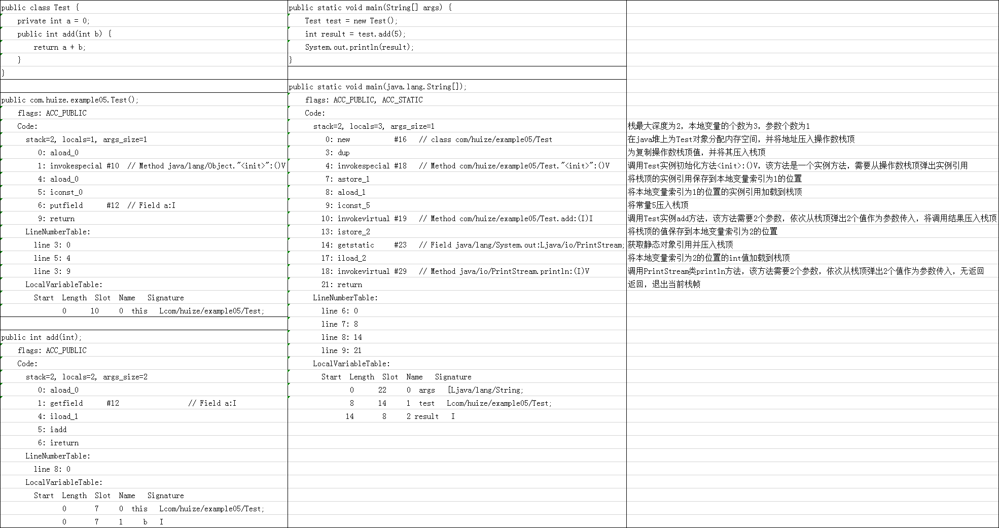 public class Test {
    private int a = 0;
    public int add(int b) {
        return a + b;
    }
}
public com.huize.example05.Test();
    flags: ACC_PUBLIC
    Code:
      stack=2, locals=1, args_size=1
         0: aload_0
         1: invokespecial #10  // Method java/lang/Object."<init>":()V
         4: aload_0
         5: iconst_0
         6: putfield      #12  // Field a:I
         9: return
      LineNumberTable:
        line 3: 0
        line 5: 4
        line 3: 9
      LocalVariableTable:
        Start  Length  Slot  Name   Signature
               0      10     0  this   Lcom/huize/example05/Test;
public int add(int);
    flags: ACC_PUBLIC
    Code:
      stack=2, locals=2, args_size=2
         0: aload_0
         1: getfield      #12                 // Field a:I
         4: iload_1
         5: iadd
         6: ireturn
      LineNumberTable:
        line 8: 0
      LocalVariableTable:
        Start  Length  Slot  Name   Signature
               0       7     0  this   Lcom/huize/example05/Test;
               0       7     1     b   I
public static void main(String[] args) {
    Test test = new Test();
    int result = test.add(5);
    System.out.println(result);
}
public static void main(java.lang.String[]);
    flags: ACC_PUBLIC, ACC_STATIC
    Code:
      stack=2, locals=3, args_size=1
         0: new           #16   // class com/huize/example05/Test
         3: dup
         4: invokespecial #18   // Method com/huize/example05/Test."<init>":()V
         7: astore_1
         8: aload_1
         9: iconst_5
        10: invokevirtual #19   // Method com/huize/example05/Test.add:(I)I
        13: istore_2
        14: getstatic     #23   // Field java/lang/System.out:Ljava/io/PrintStream;
        17: iload_2
        18: invokevirtual #29   // Method java/io/PrintStream.println:(I)V
        21: return
      LineNumberTable:
        line 6: 0
        line 7: 8
        line 8: 14
        line 9: 21
      LocalVariableTable:
        Start  Length  Slot  Name   Signature
               0      22     0  args   [Ljava/lang/String;
               8      14     1  test   Lcom/huize/example05/Test;
              14       8     2 result   I
栈最大深度为2，本地变量的个数为3，参数个数为1
在java堆上为Test对象分配内存空间，并将地址压入操作数栈顶
为复制操作数栈顶值，并将其压入栈顶
调用Test实例初始化方法<init>:()V，该方法是一个实例方法，需要从操作数栈顶弹出实例引用
将栈顶的实例引用保存到本地变量索引为1的位置
将本地变量索引为1的位置的实例引用加载到栈顶
将常量5压入栈顶
调用Test实例add方法，该方法需要2个参数，依次从栈顶弹出2个值作为参数传入，将调用结果压入栈顶
将栈顶的值保存到本地变量索引为2的位置
获取静态对象引用并压入栈顶
将本地变量索引为2的位置的int值加载到栈顶
调用PrintStream类println方法，该方法需要2个参数，依次从栈顶弹出2个值作为参数传入，无返回
返回，退出当前栈帧